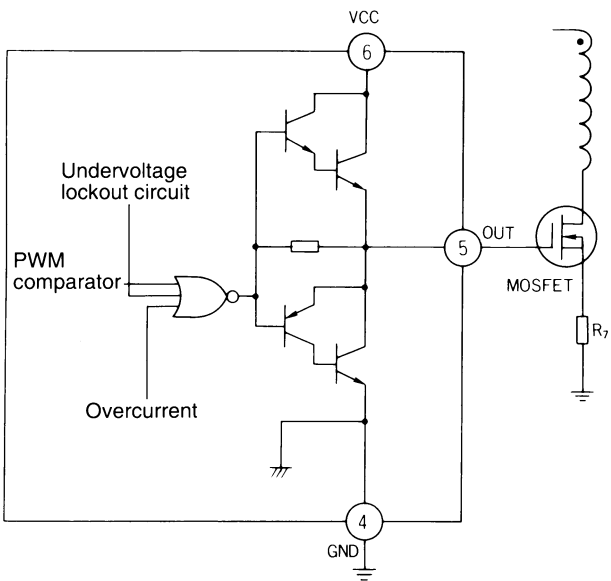 VCC
6
Undervoltage
lockout circuit
5
OUT
PWM
comparator
MOSFET
R7
Overcurrent
4
GND